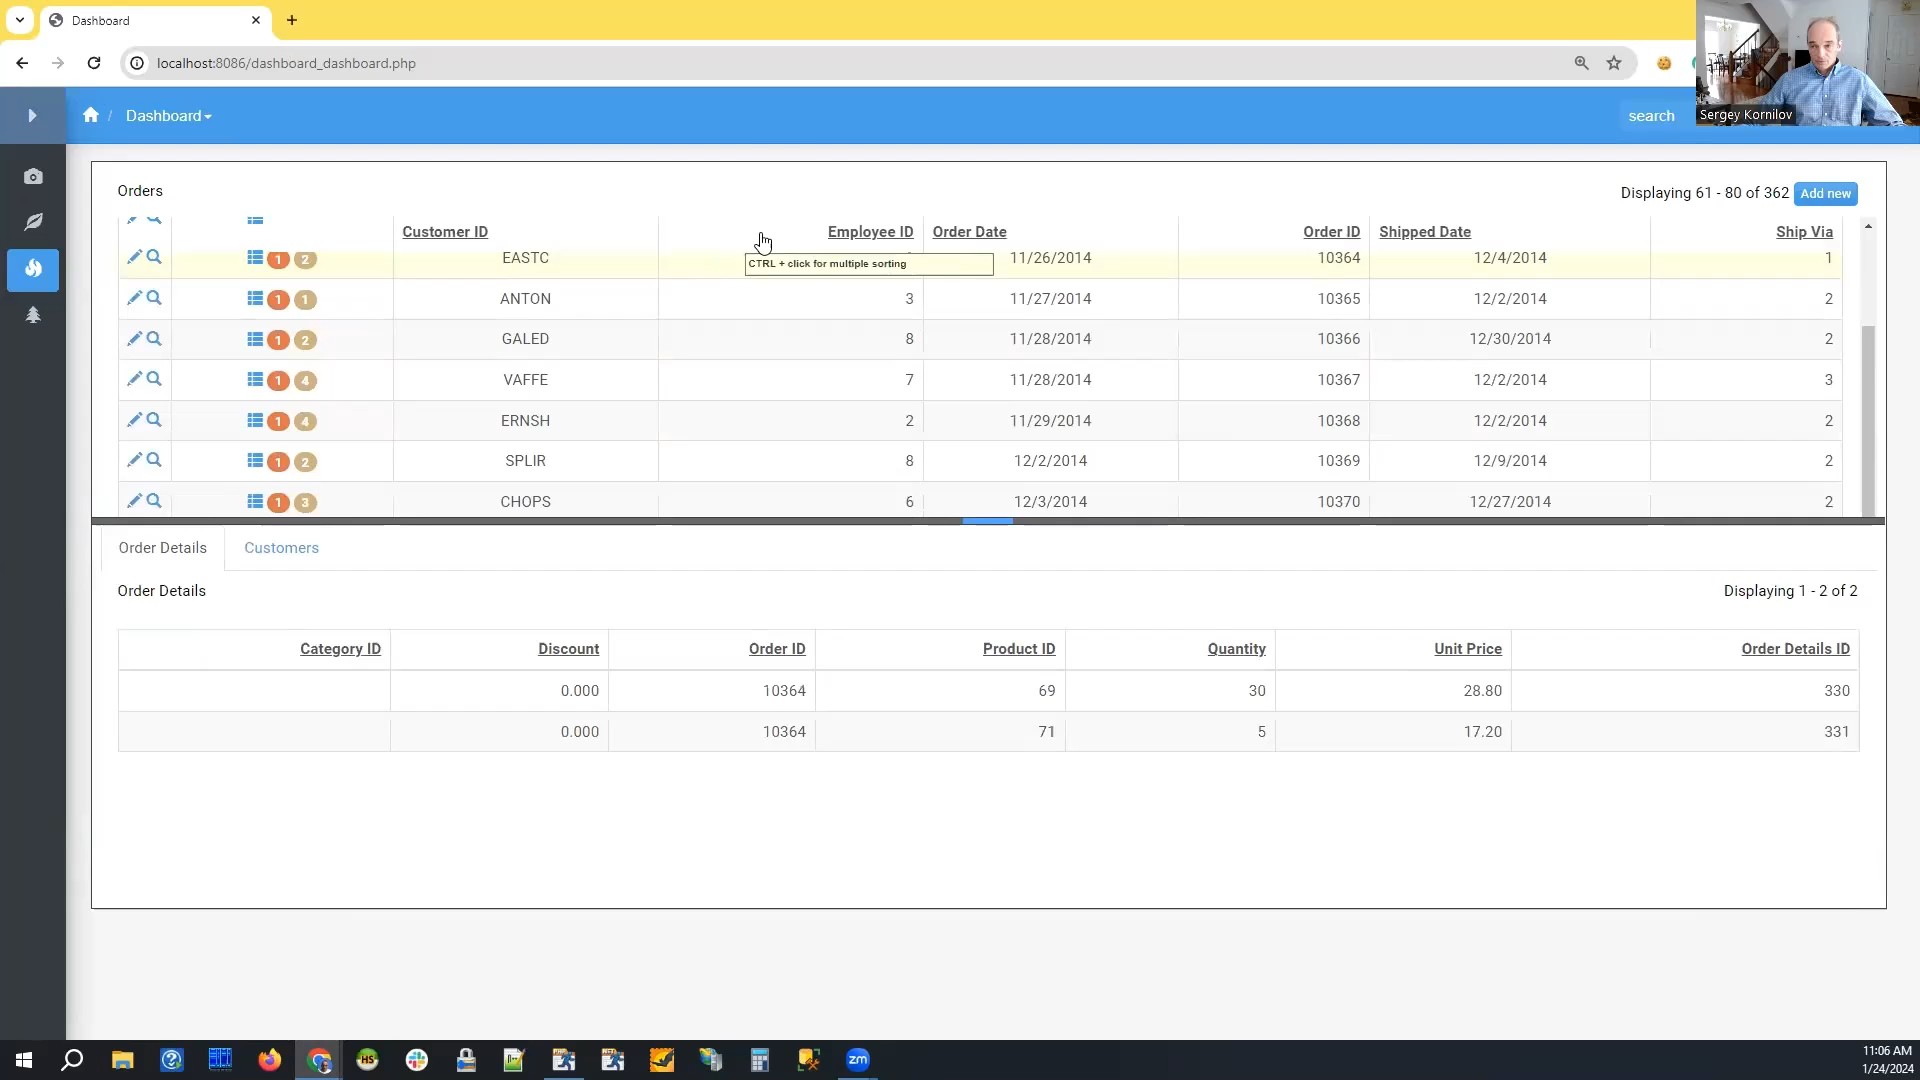 Dashboard
localhost:8086/dashboard_dashboard.php
Sergey Kornilov
/ Dashboard
search
Orders
Displaying 61 - 80 of 362 Add new
Customer ID Employee ID Order Date Order ID Shipped Date Ship Via
1 2 EASTC 11/26/2014 10364 12/4/2014 1
CTRL + click for multiple sorting
1 1 ANTON 3 11/27/2014 10365 12/2/2014 2
1 2 GALED 8 11/28/2014 10366 12/30/2014 2
1 4 VAFFE 7 11/28/2014 10367 12/2/2014 3
1 4 ERNSH 2 11/29/2014 10368 12/2/2014 2
1 2 SPLIR 8 12/2/2014 10369 12/9/2014 2
1 3 CHOPS 6 12/3/2014 10370 12/27/2014 2
Order Details Customers
Order Details Displaying 1 - 2 of 2
Category ID Discount Order ID Product ID Quantity Unit Price Order Details ID
0.000 10364 69 30 28.80 330
0.000 10364 71 5 17.20 331
HS
zm
11:06 AM
1/24/2024